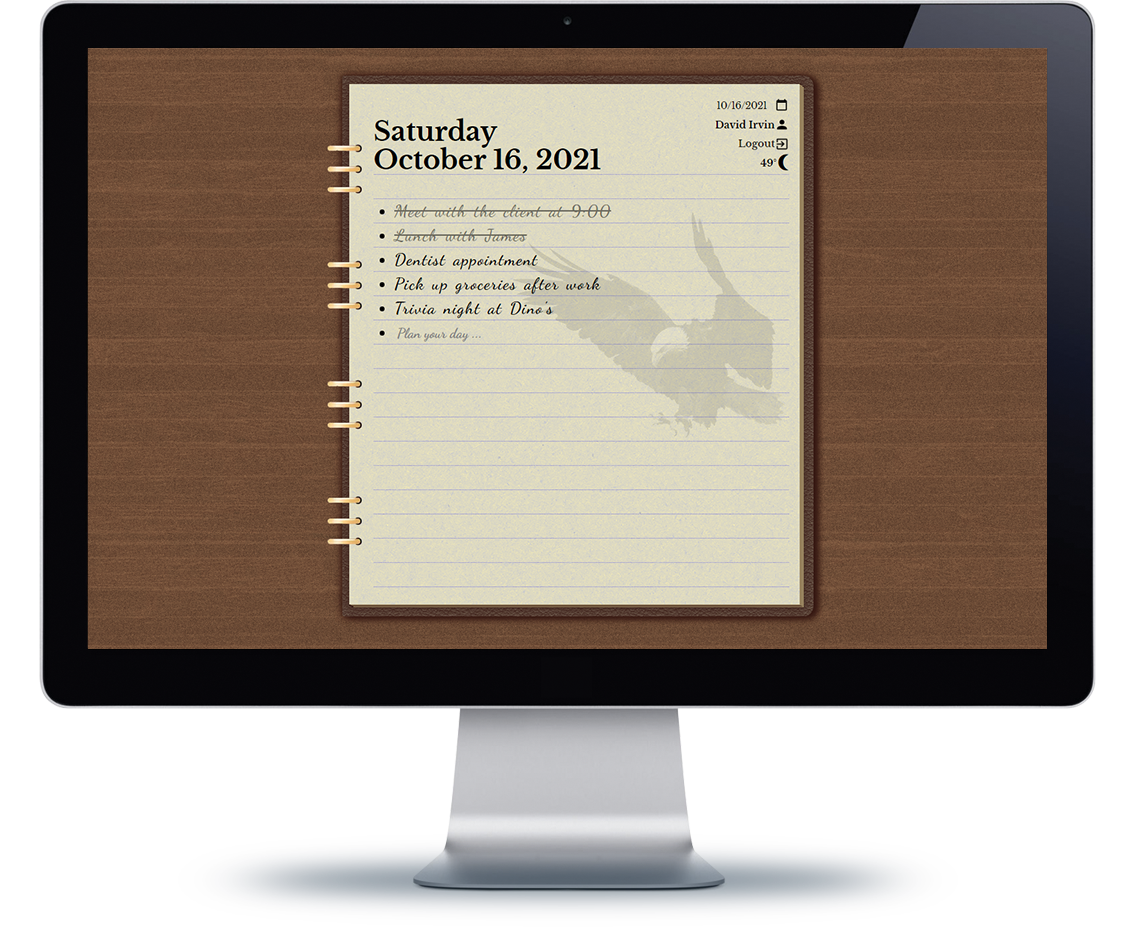 10/16/2021
David Irvin
Logout
49°
Saturday
October 16, 2021
Meet with the client at 9:00
Lunch with James
Dentist appointment
Pick up groceries after work
Trivia night at Dino's
Plan your day ...